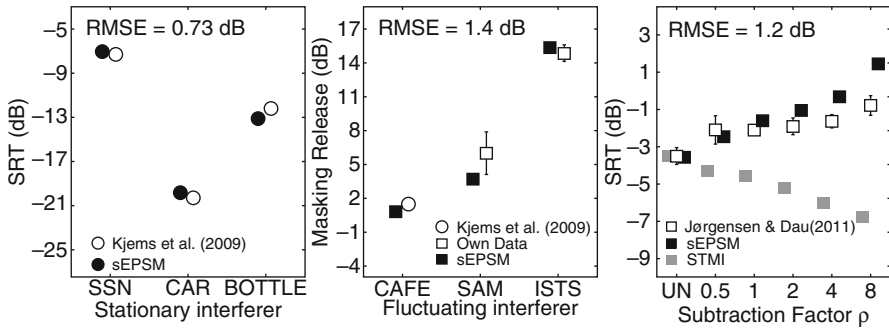 RMSE = 0.73 dB
SRT (dB)
−5
−9
−13
−17
−21
−25
Kjems et al. (2009)
sEPSM
SSN CAR BOTTLE
Stationary interferer
RMSE = 1.4 dB
Masking Release (dB)
17
14
11
8
5
2
−1
−4
Kjems et al. (2009)
Own Data
sEPSM
CAFE SAM ISTS
Fluctuating interferer
RMSE = 1.2 dB
SRT (dB)
3
1
−1
−3
−5
−7
−9
Jørgensen & Dau(2011)
sEPSM
STMI
UN 0.5 1 2 4 8
Subtraction Factor ρ